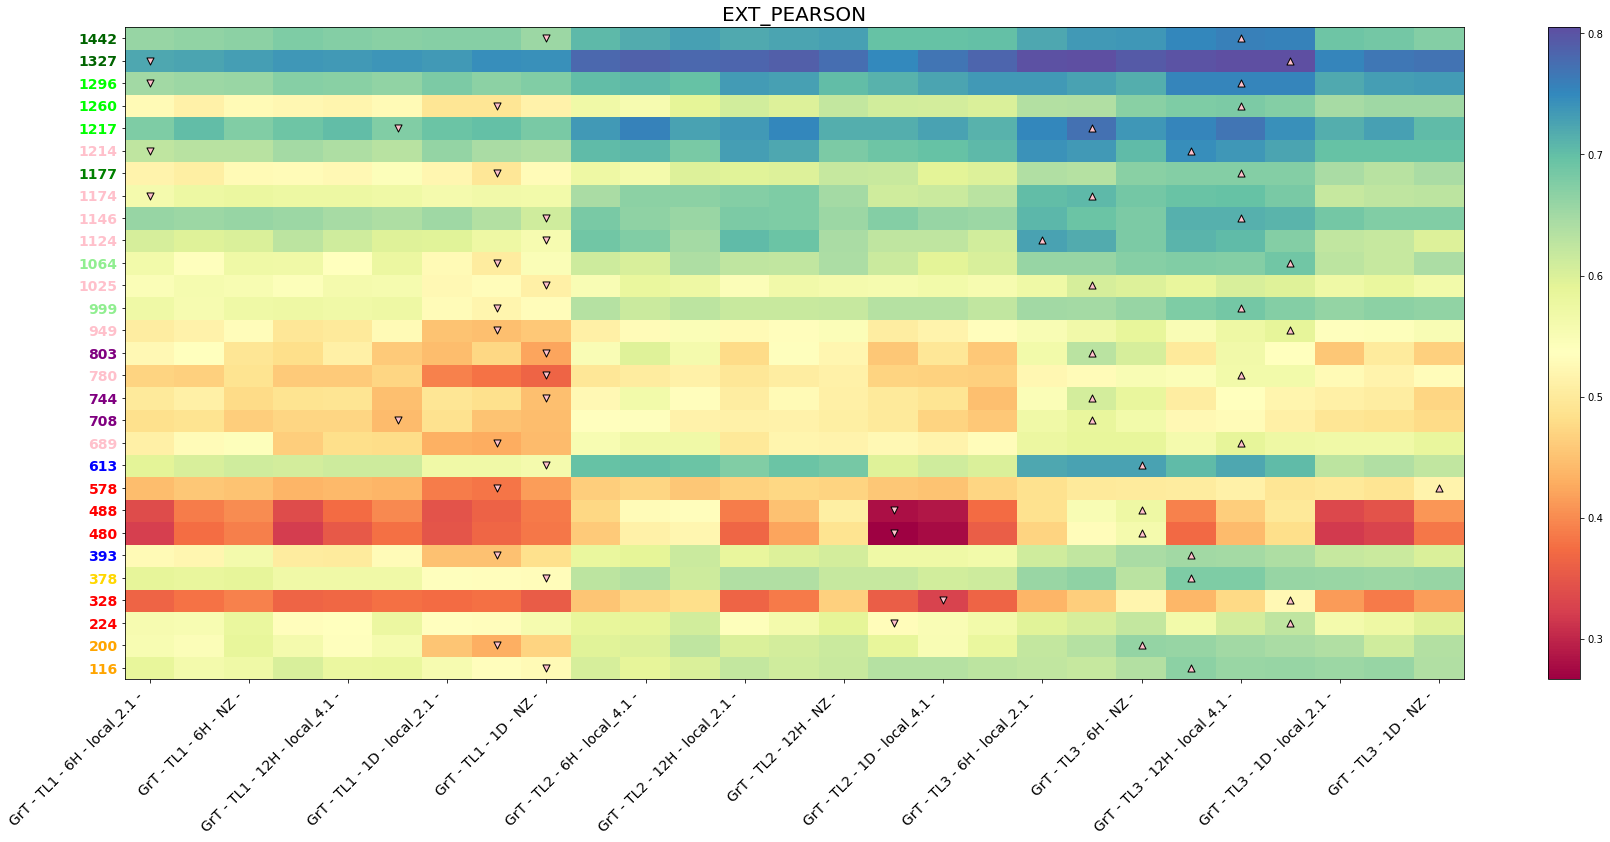 EXT_PEARSON
1442
1327
1296
1260
1217
1214
1177
1174
1146
1124
1064
1025
999
949
803
780
744
708
689
613
578
488
480
393
378
328
224
200
116
0.8
0.7
0.6
0.5
0.4
0.3
GrT - TL1 - 6H - local_2.1 -
GrT - TL1 - 6H - NZ -
GrT - TL1 - 12H - local_4.1 -
GrT - TL1 - 1D - local_2.1 -
GrT - TL1 - 1D - NZ -
GrT - TL2 - 6H - local_4.1 -
GrT - TL2 - 12H - local_2.1 -
GrT - TL2 - 12H - NZ -
GrT - TL2 - 1D - local_4.1 -
GrT - TL3 - 6H - local_2.1 -
GrT - TL3 - 6H - NZ -
GrT - TL3 - 12H - local_4.1 -
GrT - TL3 - 1D - local_2.1 -
GrT - TL3 - 1D - NZ -